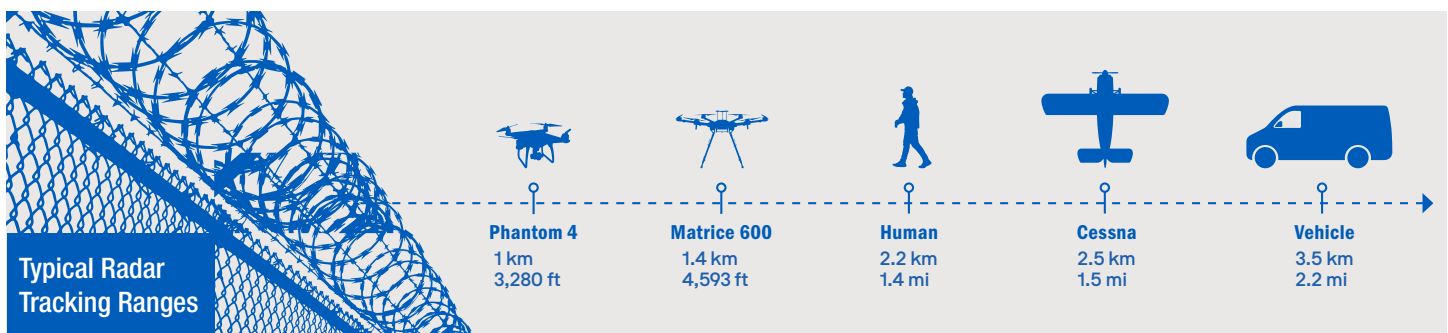 Typical Radar
Tracking Ranges
Phantom 4
1 km
3,280 ft
Matrice 600
1.4 km
4,593 ft
Human
2.2 km
1.4 mi
Cessna
2.5 km
1.5 mi
Vehicle
3.5 km
2.2 mi